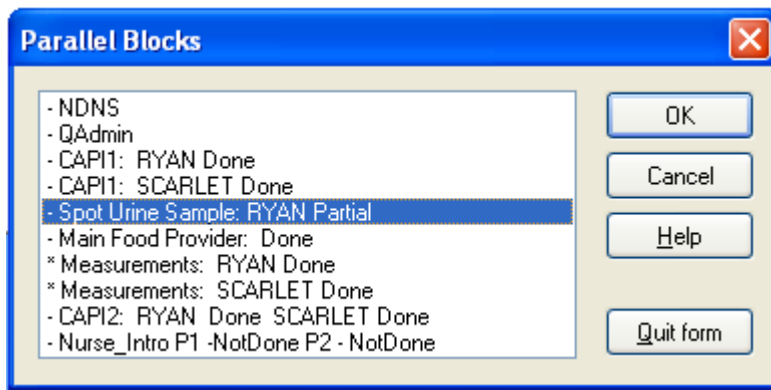 Parallel Blocks
- NDNS
- QAdmin
- CAPI1:  RYAN Done
- CAPI1:  SCARLET Done
- Spot Urine Sample: RYAN Partial
- Main Food Provider:  Done
* Measurements:  RYAN Done
* Measurements:  SCARLET Done
- CAPI2:  RYAN  Done  SCARLET Done
- Nurse_Intro P1 -NotDone P2 - NotDone
OK
Cancel
Help
Quit form